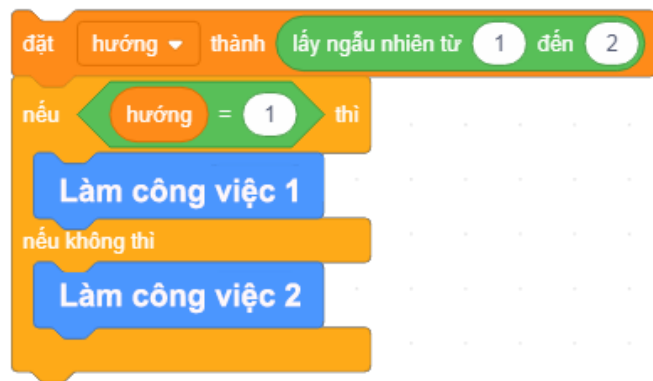 đặt hướng thành lấy ngẫu nhiên từ 1 đến 2
nếu hướng = 1 thì
Làm công việc 1
nếu không thì
Làm công việc 2